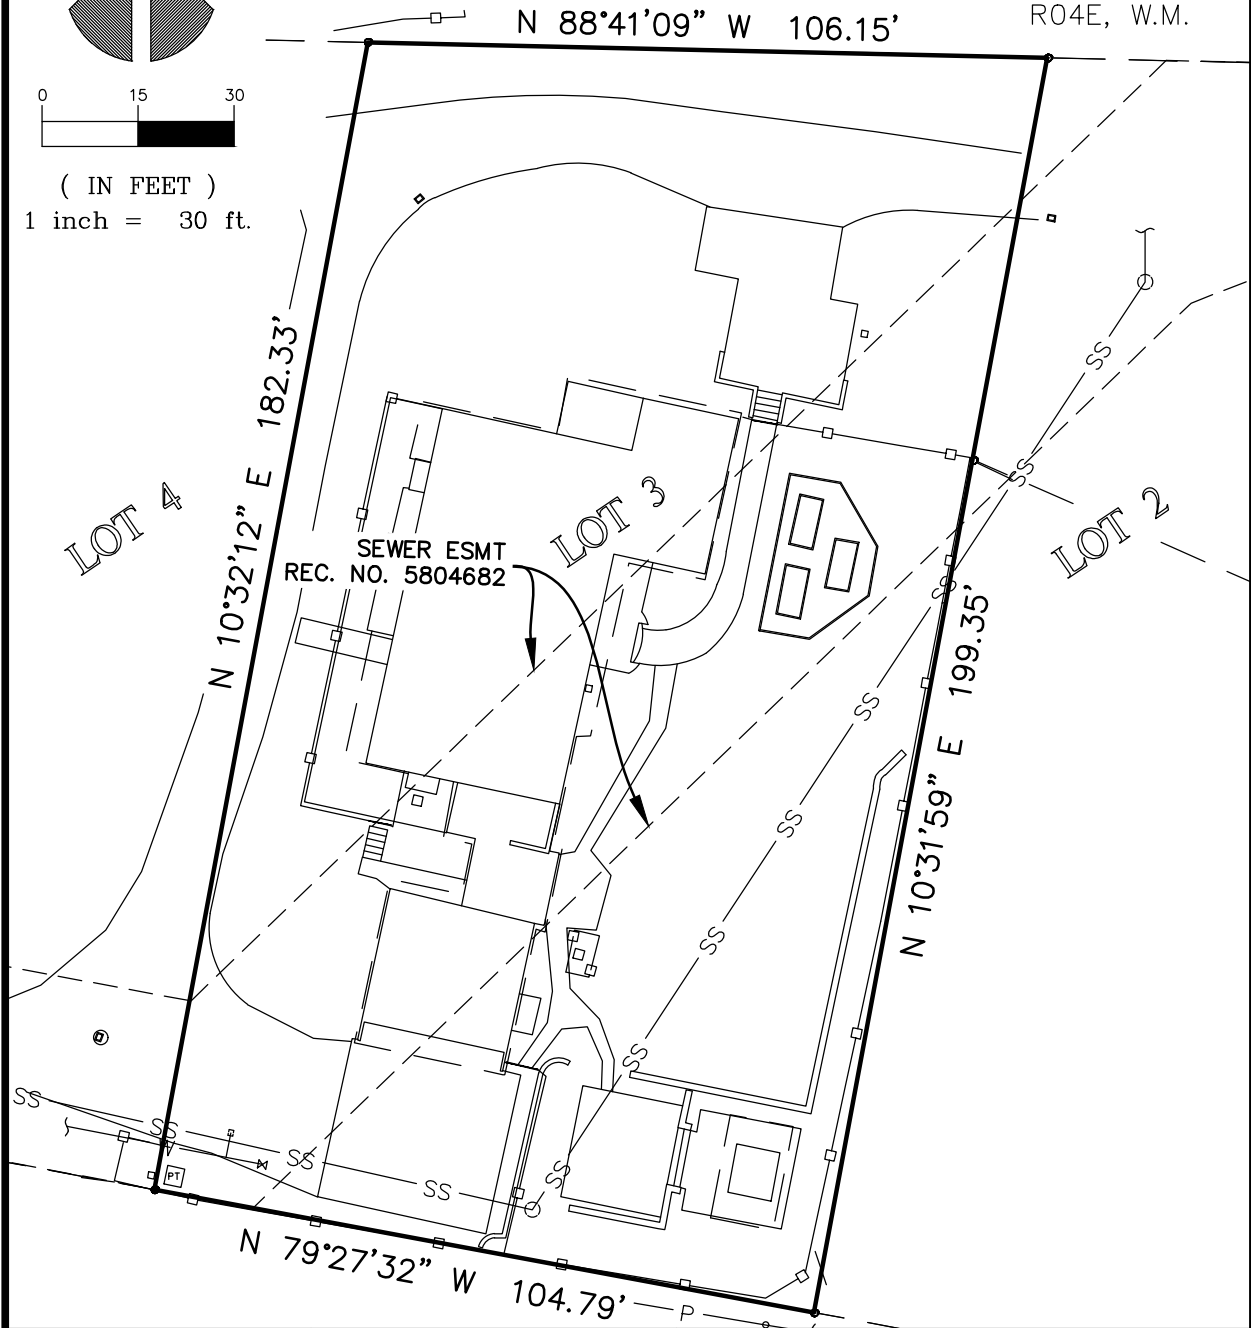 N 88°41'09" W 106.15'
R04E, W.M.
0 15 30
( IN FEET )
1 inch = 30 ft.
N 10°32'12" E 182.33'
LOT 4
LOT 3
LOT 2
SEWER ESMT
REC. NO. 5804682
SS
SS
SS
SS
SS
SS
SS
SS
N 10°31'59" E 199.35'
SS
SS
SS
SS
PT
N 79°27'32" W 104.79'
P